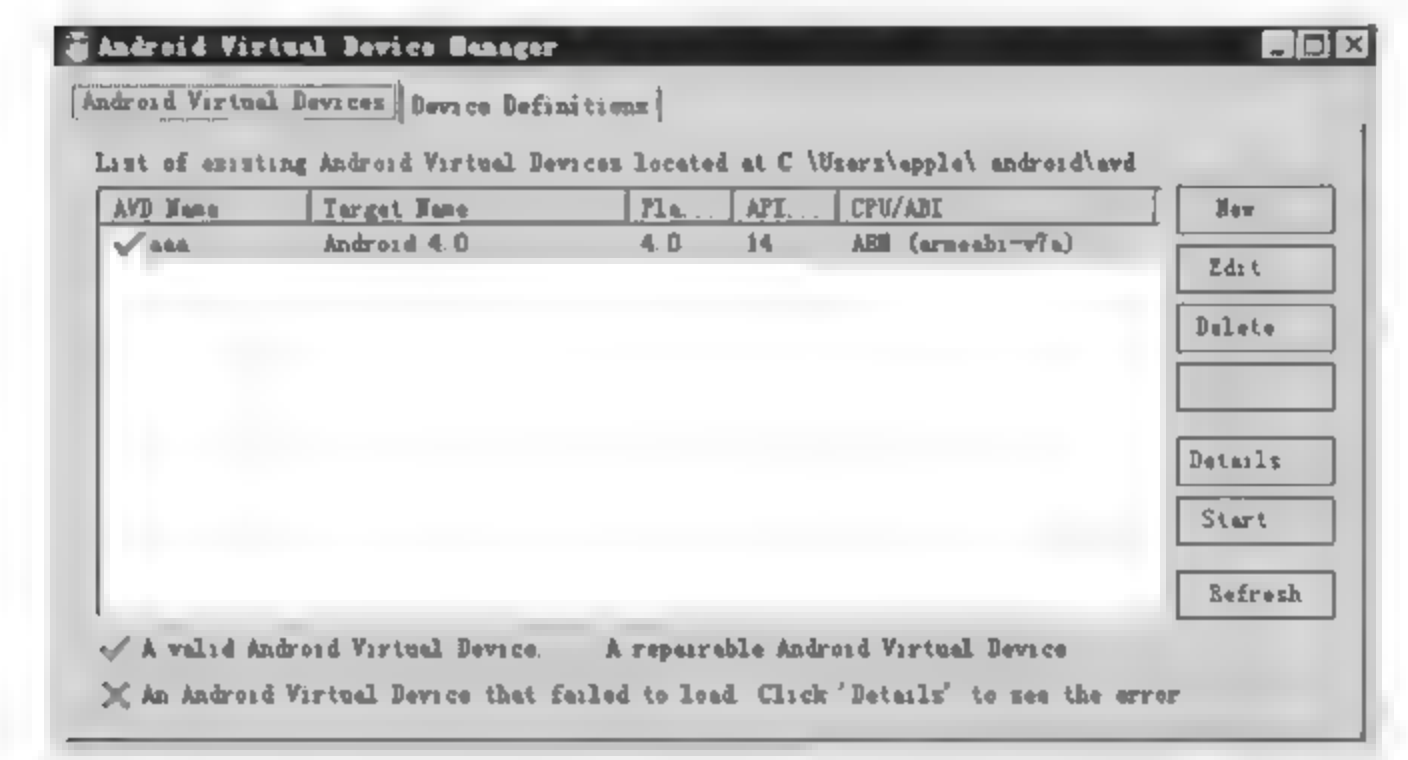 Android Virtual Device Manager
Android Virtual Devices Device Definitions
List of existing Android Virtual Devices located at C \Users\apple\ android\avd
AVD Name Target Name Pla... API... CPU/ABI
aaa Android 4.0 4.0 14 ARM (armeabi-v7a)
New
Edit
Delete
Details
Start
Refresh
A valid Android Virtual Device. A repairable Android Virtual Device
An Android Virtual Device that failed to load Click 'Details' to see the error